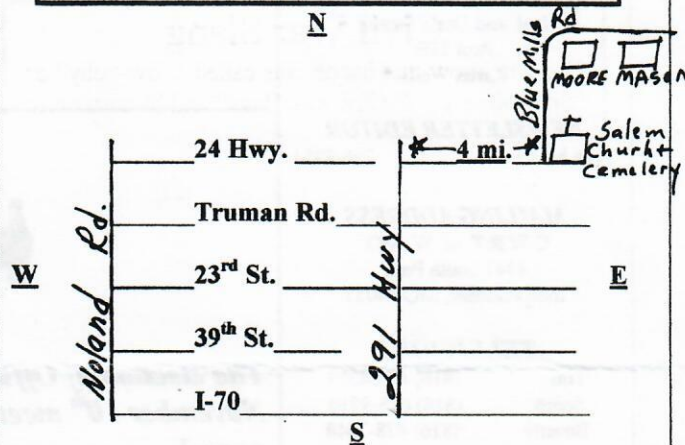 N
Blue Mills Rd
MOORE MASON
24 Hwy.
4 mi.
Salem
Church +
Cemetery
Truman Rd.
Noland Rd.
291 Hwy
W
23rd St.
E
39th St.
I-70
S